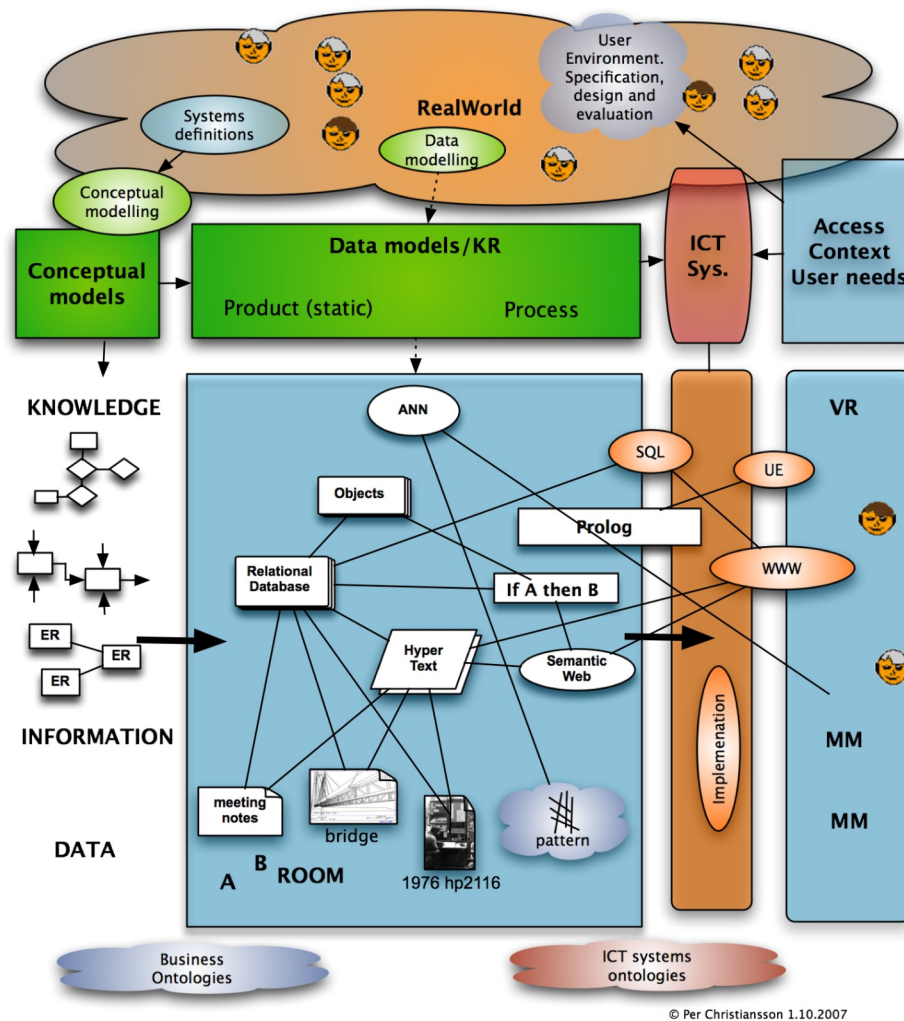 User
Environment.
Specification,
design and
evaluation
RealWorld
Systems
definitions
Data
modelling
Conceptual
modelling
Conceptual
models
Data models/KR
Product (static)
Process
ICT
Sys.
Access
Context
User needs
KNOWLEDGE
ANN
VR
SQL
UE
Objects
Prolog
Relational
Database
If A then B
WWW
ER
ER
ER
Hyper
Text
Semantic
Web
Implemenation
INFORMATION
MM
meeting
notes
bridge
pattern
MM
DATA
A
B
ROOM
1976 hp2116
Business
Ontologies
ICT systems
ontologies
© Per Christiansson 1.10.2007